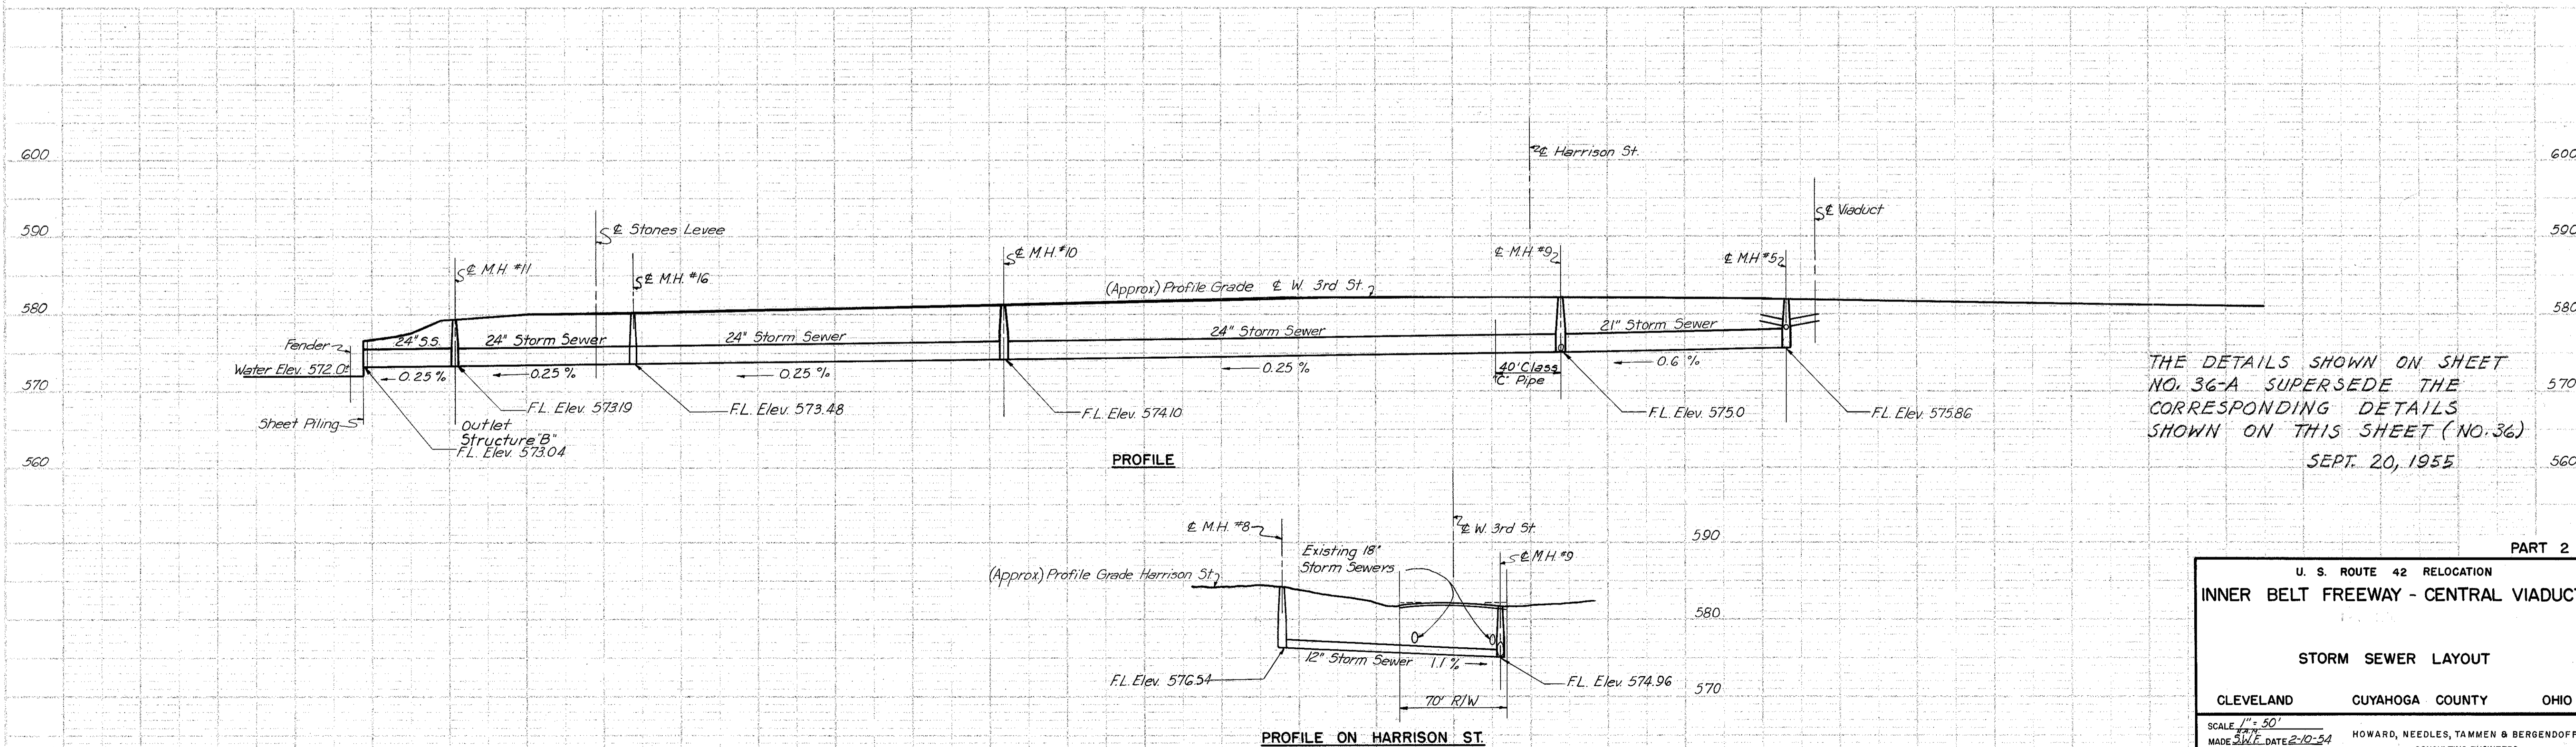 600
℄ Harrison St.
600
℄ Viaduct
590
℄ Stones Levee
590
℄ M.H. #11
℄ M.H. #16
℄ M.H. #10
℄ M.H. #9
℄ M.H. #5
(Approx.) Profile Grade ℄ W. 3rd St.
580
580
Fender
24" S.S.
24" Storm Sewer
24" Storm Sewer
24" Storm Sewer
21" Storm Sewer
Water Elev. 572.0±
0.25 %
0.25 %
0.25 %
0.25 %
40' Class
"C" Pipe
0.6 %
570
570
Sheet Piling
Outlet
Structure "B"
F.L. Elev. 573.04
F.L. Elev. 573.19
F.L. Elev. 573.48
F.L. Elev. 574.10
F.L. Elev. 575.0
F.L. Elev. 575.86
THE DETAILS SHOWN ON SHEET
NO. 36-A SUPERSEDE THE
CORRESPONDING DETAILS
SHOWN ON THIS SHEET (NO. 36)
SEPT. 20, 1955
560
PROFILE
560
℄ M.H. #8
℄ W. 3rd St.
Existing 18"
Storm Sewers
℄ M.H. #9
590
(Approx.) Profile Grade Harrison St.
580
12" Storm Sewer
1.1 %
F.L. Elev. 576.54
F.L. Elev. 574.96
570
70' R/W
PROFILE ON HARRISON ST.
PART 2
U. S. ROUTE 42 RELOCATION
INNER BELT FREEWAY - CENTRAL VIADUCT
STORM SEWER LAYOUT
CLEVELAND CUYAHOGA COUNTY OHIO
SCALE 1" = 50'
MADE S.W.F. DATE 2-10-54
HOWARD, NEEDLES, TAMMEN & BERGENDOFF